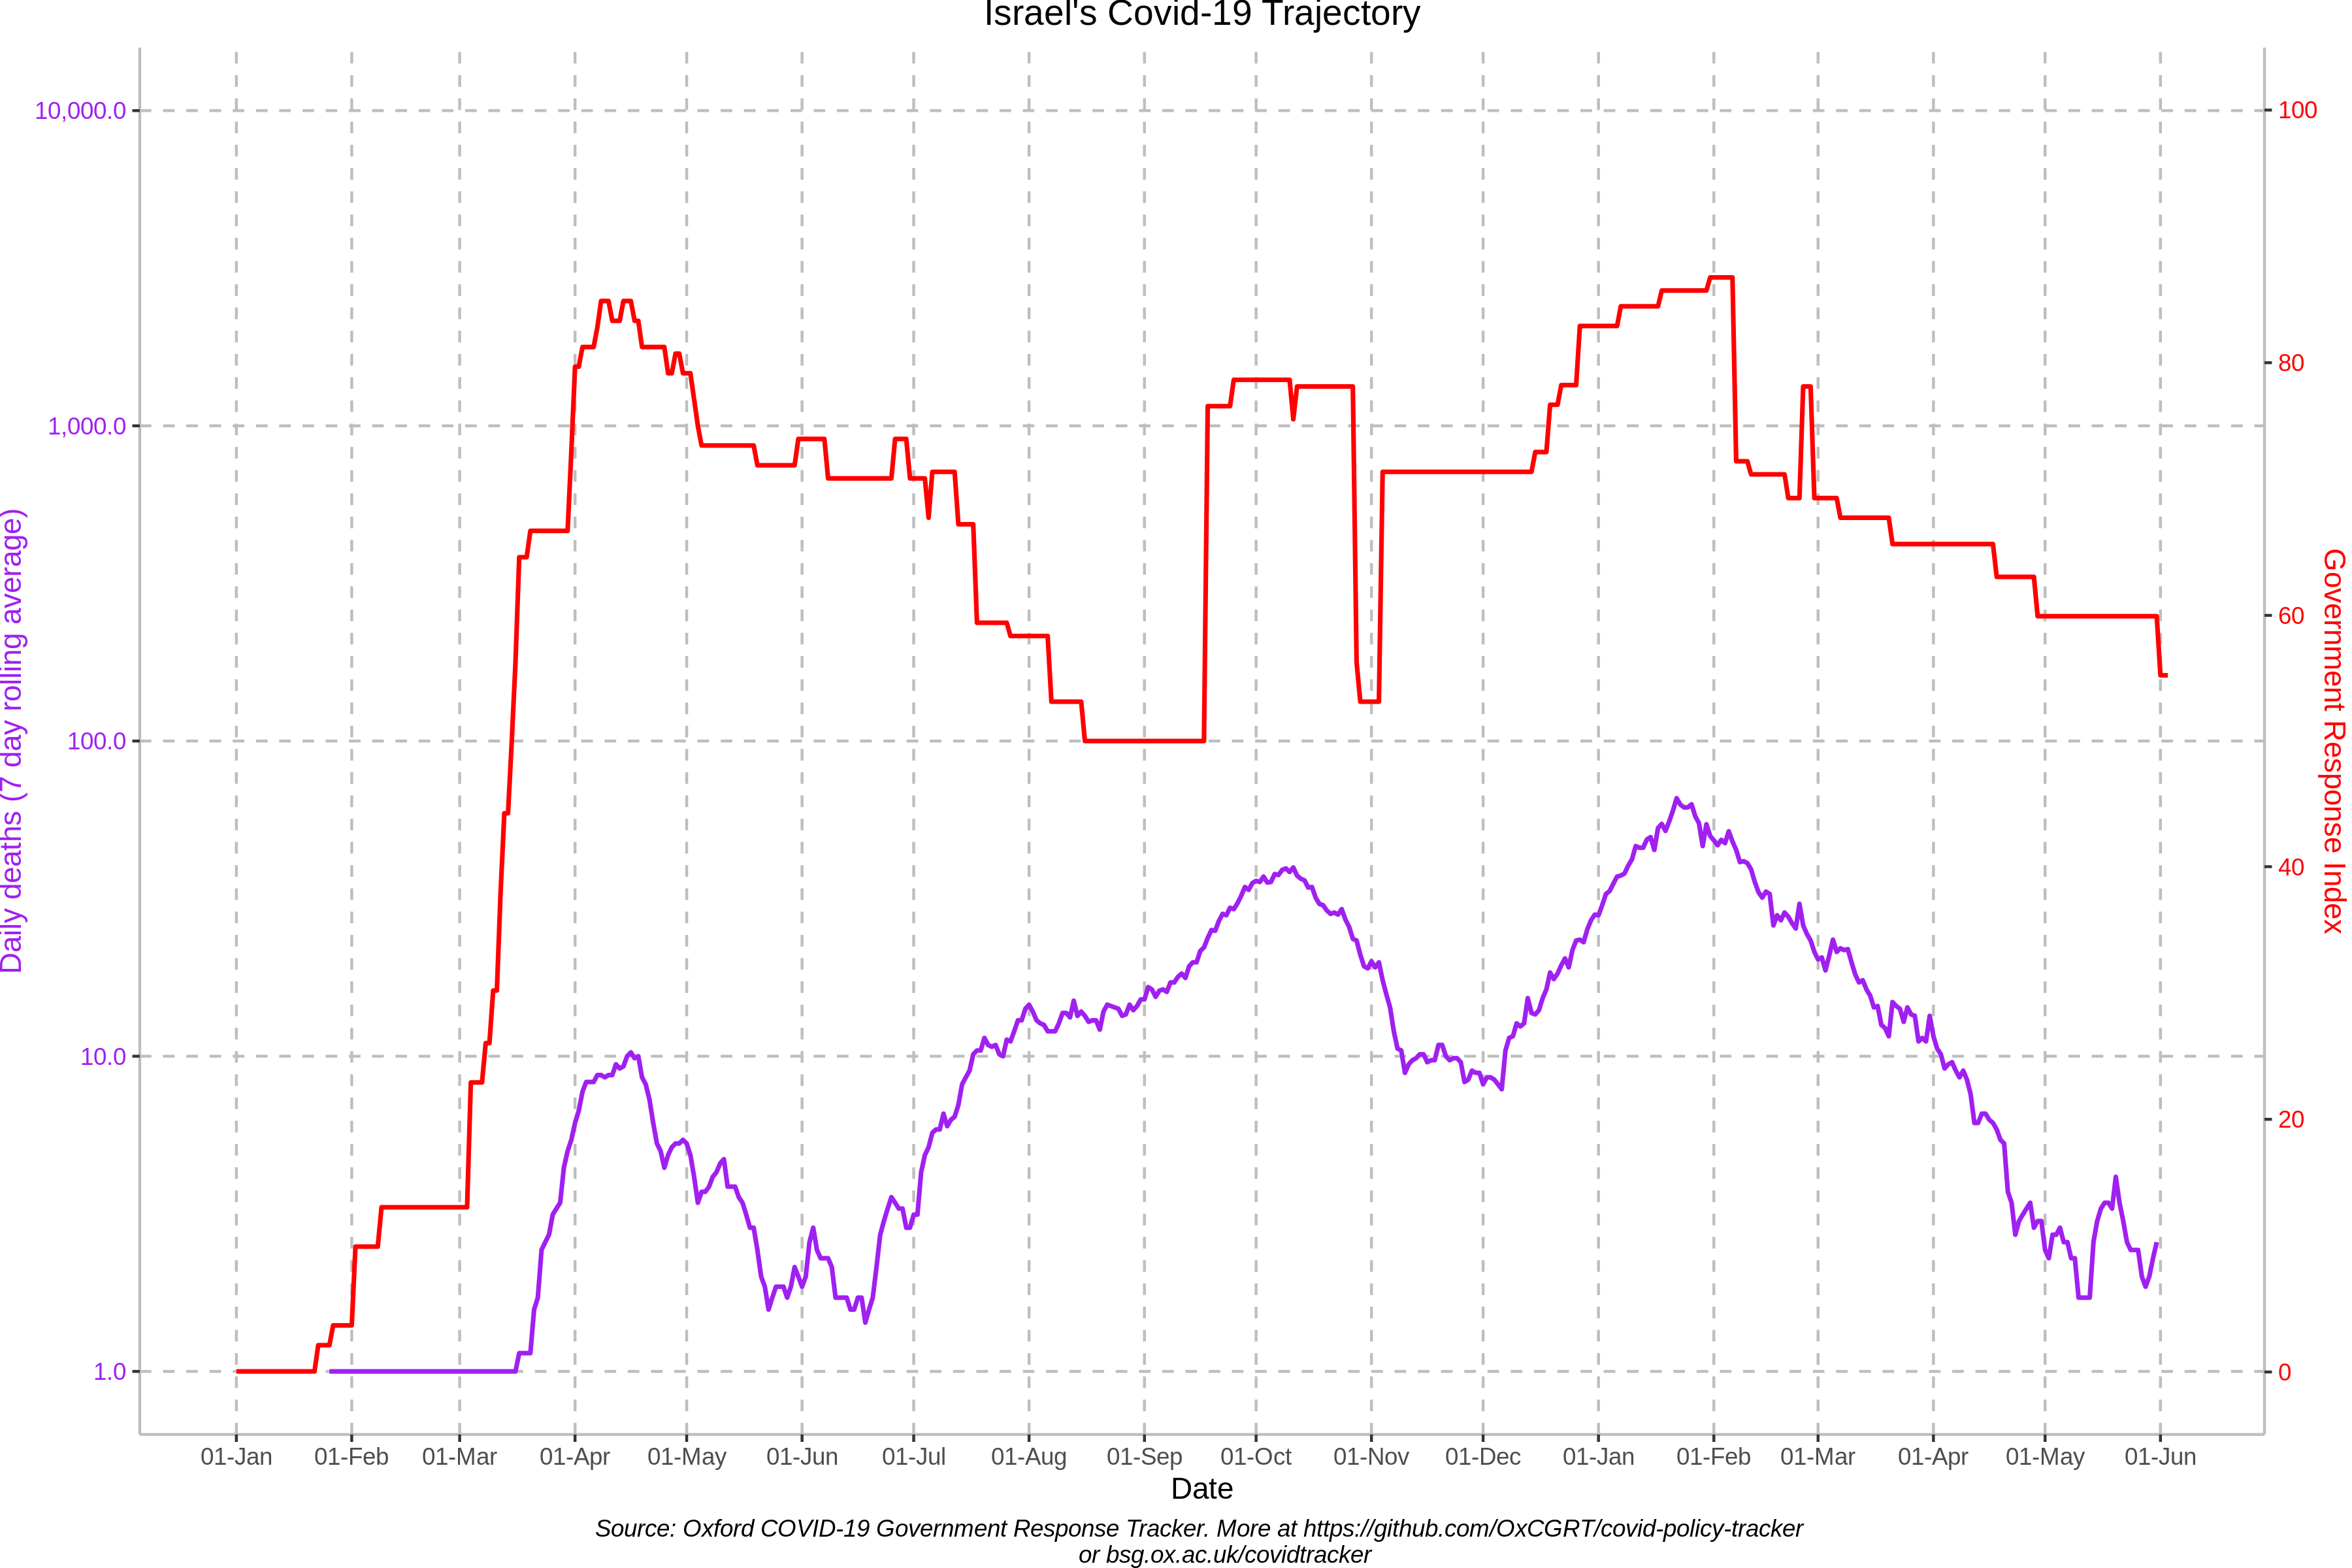 Israel's Covid-19 Trajectory
10,000.0
1,000.0
100.0
10.0
1.0
Daily deaths (7 day rolling average)
100
80
60
40
20
0
Government Response Index
01-Jan 01-Feb 01-Mar 01-Apr 01-May 01-Jun 01-Jul 01-Aug 01-Sep 01-Oct 01-Nov 01-Dec 01-Jan 01-Feb 01-Mar 01-Apr 01-May 01-Jun
Date
Source: Oxford COVID-19 Government Response Tracker. More at https://github.com/OxCGRT/covid-policy-tracker
or bsg.ox.ac.uk/covidtracker